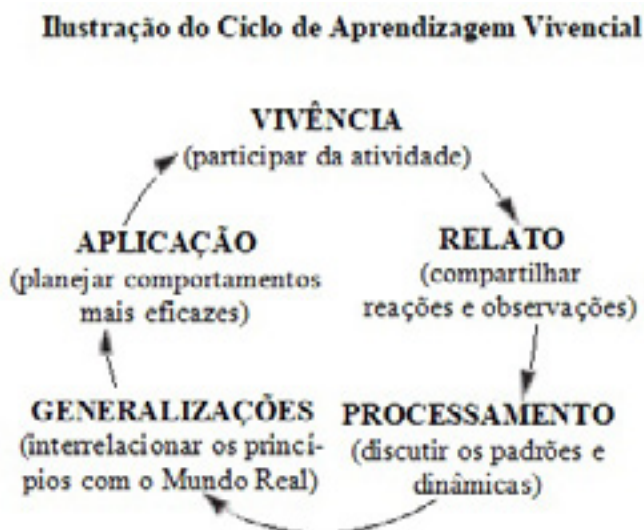 Ilustração do Ciclo de Aprendizagem Vivencial
VIVÊNCIA
(participar da atividade)
RELATO
(compartilhar
reações e observações)
PROCESSAMENTO
(discutir os padrões e
dinâmicas)
GENERALIZAÇÕES
(interrelacionar os princí-
pios com o Mundo Real)
APLICAÇÃO
(planejar comportamentos
mais eficazes)